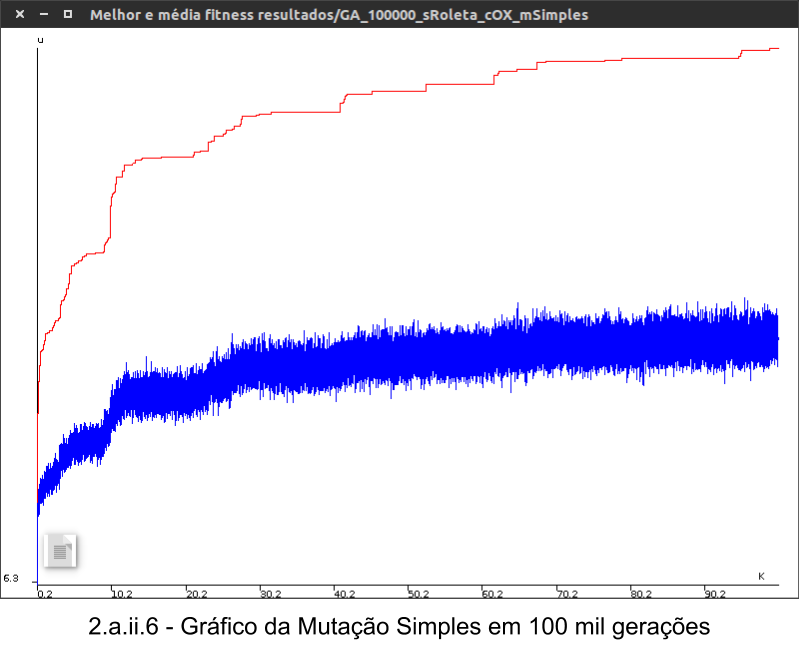 Melhor e média fitness resultados/GA_100000_sRoleta_cOX_mSimples
u
6.3
K
0.2 10.2 20.2 30.2 40.2 50.2 60.2 70.2 80.2 90.2
2.a.ii.6 - Gráfico da Mutação Simples em 100 mil gerações